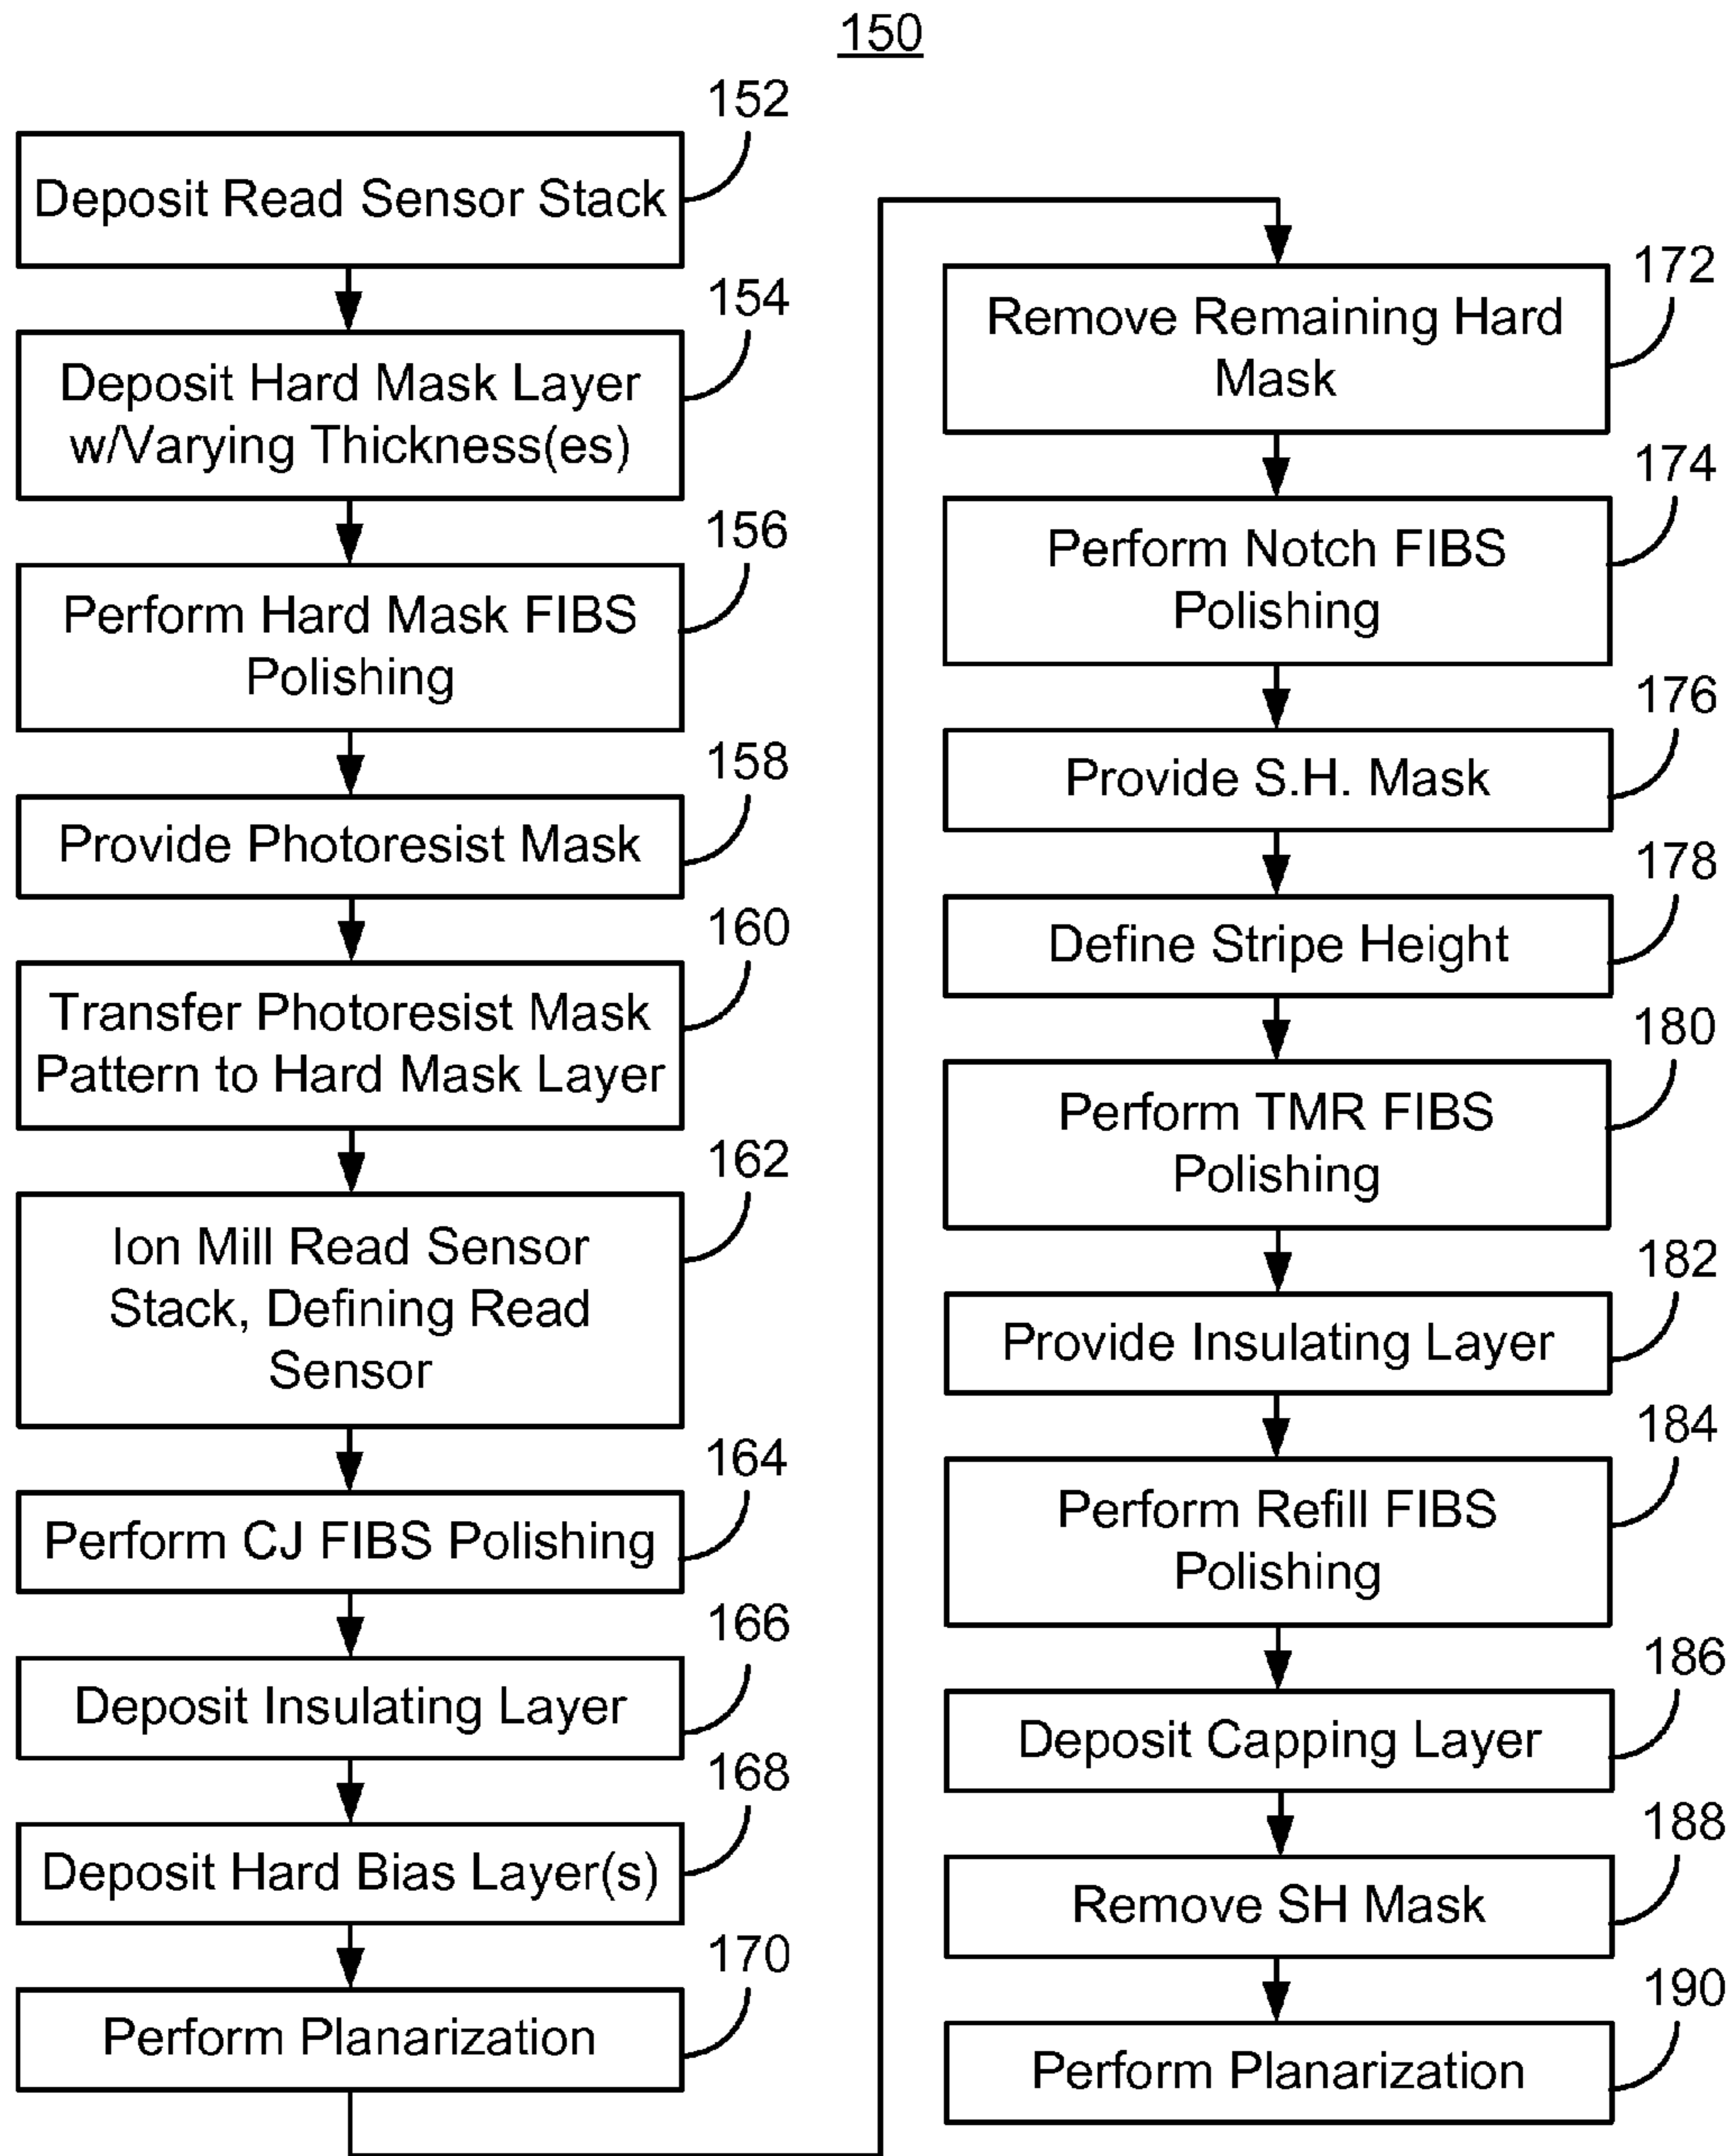 150
152
Deposit Read Sensor Stack
154
Deposit Hard Mask Layer
w/Varying Thickness(es)
156
Perform Hard Mask FIBS
Polishing
158
Provide Photoresist Mask
160
Transfer Photoresist Mask
Pattern to Hard Mask Layer
162
Ion Mill Read Sensor
Stack, Defining Read
Sensor
164
Perform CJ FIBS Polishing
166
Deposit Insulating Layer
168
Deposit Hard Bias Layer(s)
170
Perform Planarization
172
Remove Remaining Hard
Mask
174
Perform Notch FIBS
Polishing
176
Provide S.H. Mask
178
Define Stripe Height
180
Perform TMR FIBS
Polishing
182
Provide Insulating Layer
184
Perform Refill FIBS
Polishing
186
Deposit Capping Layer
188
Remove SH Mask
190
Perform Planarization